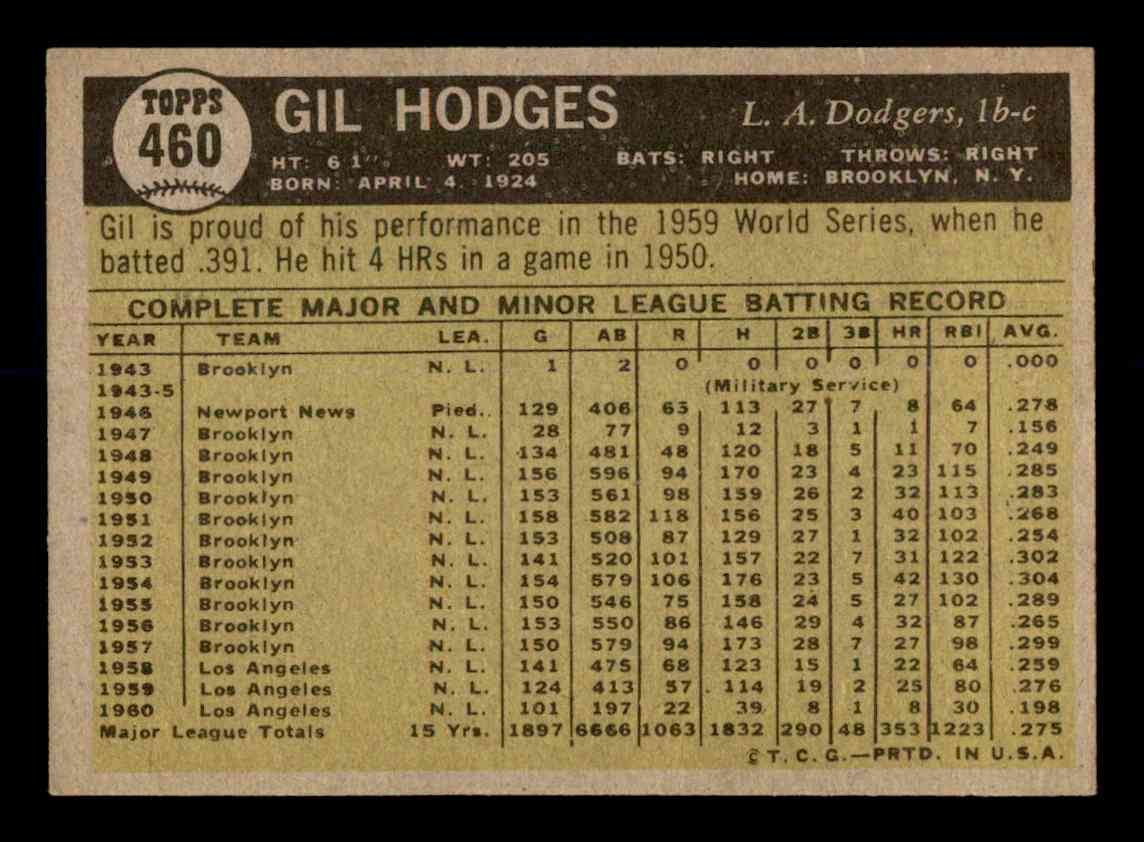 TOPPS
460
GIL HODGES
L. A. Dodgers, 1b-c
HT: 6 1" WT: 205 BATS: RIGHT THROWS: RIGHT
BORN: APRIL 4, 1924 HOME: BROOKLYN, N. Y.
Gil is proud of his performance in the 1959 World Series, when he
batted .391. He hit 4 HRs in a game in 1950.
COMPLETE MAJOR AND MINOR LEAGUE BATTING RECORD
YEAR TEAM LEA. G AB R H 2B 3B HR RBI AVG.
1943 Brooklyn N. L. 1 2 0 0 0 0 0 0 .000
1943-5 (Military Service)
1946 Newport News Pied. 129 406 65 113 27 7 8 64 .278
1947 Brooklyn N. L. 28 77 9 12 3 1 1 7 .156
1948 Brooklyn N. L. 134 481 48 120 18 5 11 70 .249
1949 Brooklyn N. L. 156 596 94 170 23 4 23 115 .285
1950 Brooklyn N. L. 153 561 98 159 26 2 32 113 .283
1951 Brooklyn N. L. 158 582 118 156 25 3 40 103 .268
1952 Brooklyn N. L. 153 508 87 129 27 1 32 102 .254
1953 Brooklyn N. L. 141 520 101 157 22 7 31 122 .302
1954 Brooklyn N. L. 154 579 106 176 23 5 42 130 .304
1955 Brooklyn N. L. 150 546 75 158 24 5 27 102 .289
1956 Brooklyn N. L. 153 550 86 146 29 4 32 87 .265
1957 Brooklyn N. L. 150 579 94 173 28 7 27 98 .299
1958 Los Angeles N. L. 141 475 68 123 15 1 22 64 .259
1959 Los Angeles N. L. 124 413 57 114 19 2 25 80 .276
1960 Los Angeles N. L. 101 197 22 39 8 1 8 30 .198
Major League Totals 15 Yrs. 1897 6666 1063 1832 290 48 353 1223 .275
© T. C. G.—PRTD. IN U.S.A.